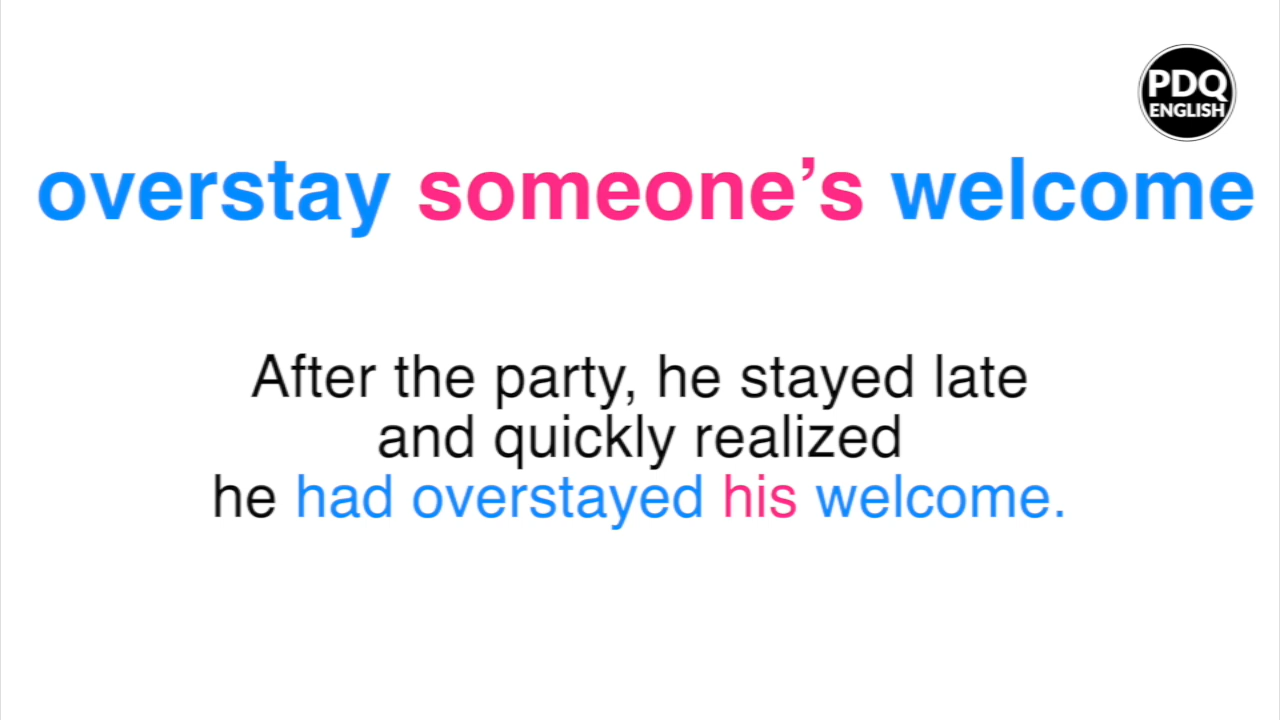 PDQ
ENGLISH
overstay someone’s welcome
After the party, he stayed late
and quickly realized
he had overstayed his welcome.